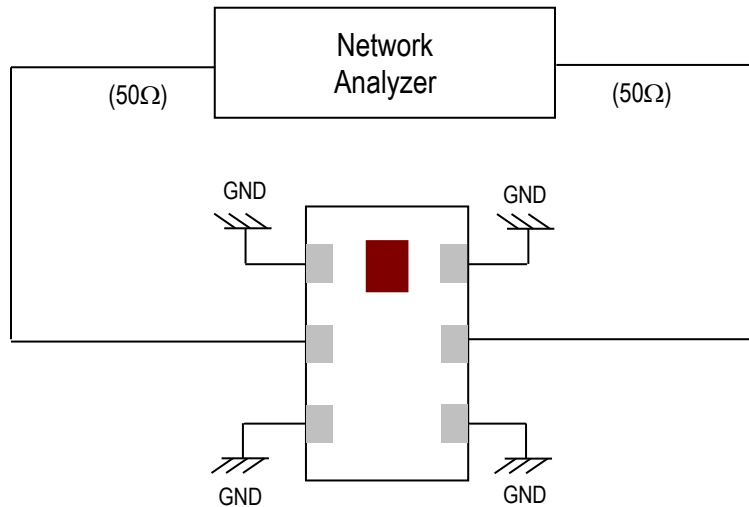 Network
Analyzer
(50Ω)
(50Ω)
GND
GND
GND
GND